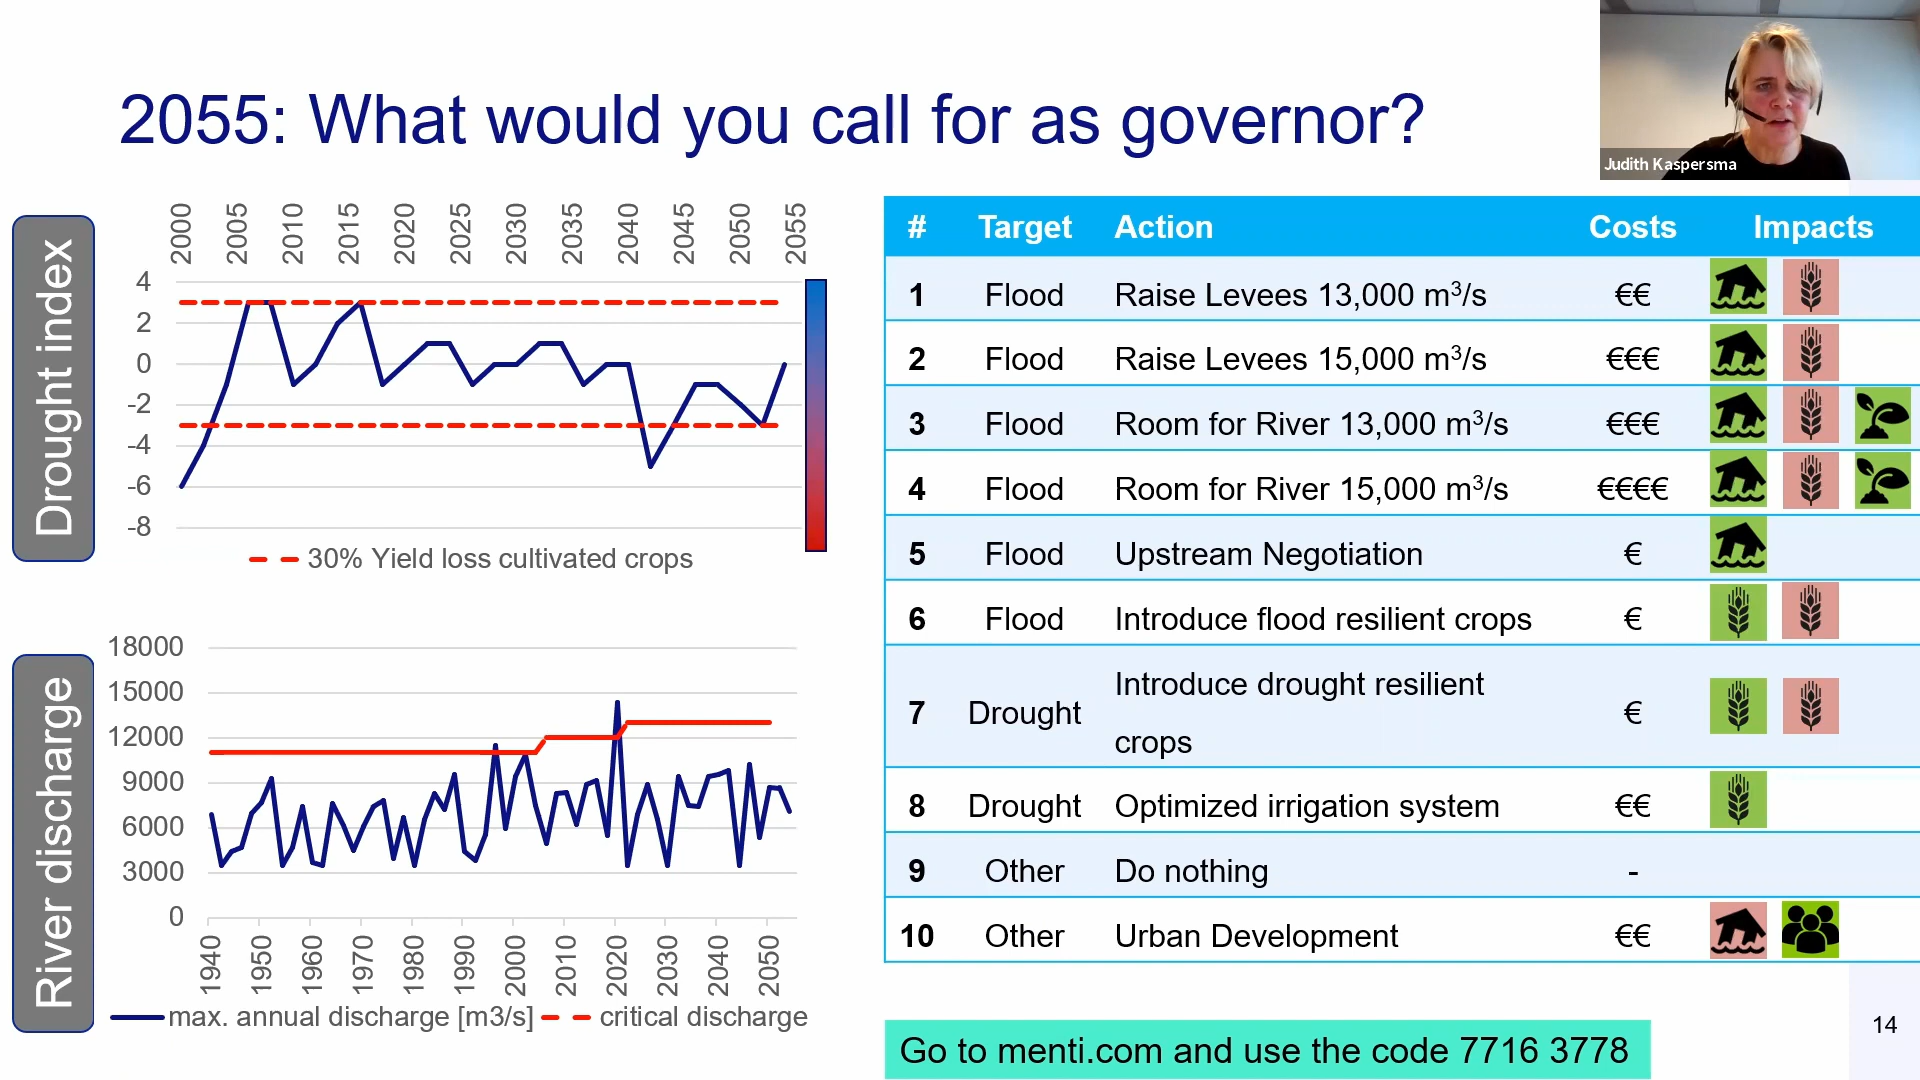 2055: What would you call for as governor?
Judith Kaspersma
Drought index
2000 2005 2010 2015 2020 2025 2030 2035 2040 2045 2050 2055
4
2
0
-2
-4
-6
-8
30% Yield loss cultivated crops
River discharge
18000
15000
12000
9000
6000
3000
0
1940 1950 1960 1970 1980 1990 2000 2010 2020 2030 2040 2050
max. annual discharge [m3/s] critical discharge
# Target Action Costs Impacts
1 Flood Raise Levees 13,000 m³/s €€
2 Flood Raise Levees 15,000 m³/s €€€
3 Flood Room for River 13,000 m³/s €€€
4 Flood Room for River 15,000 m³/s €€€€
5 Flood Upstream Negotiation €
6 Flood Introduce flood resilient crops €
7 Drought Introduce drought resilient €
crops
8 Drought Optimized irrigation system €€
9 Other Do nothing -
10 Other Urban Development €€
Go to menti.com and use the code 7716 3778
14